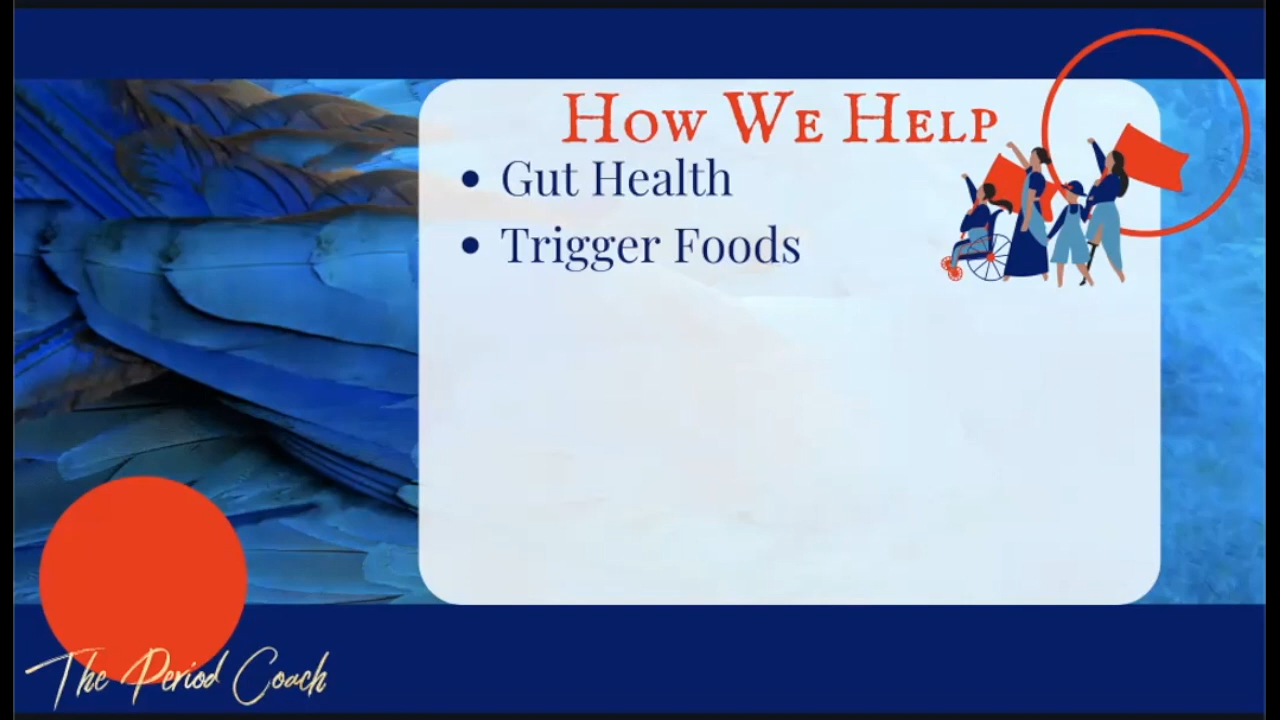 How We Help
• Gut Health
• Trigger Foods
The Period Coach